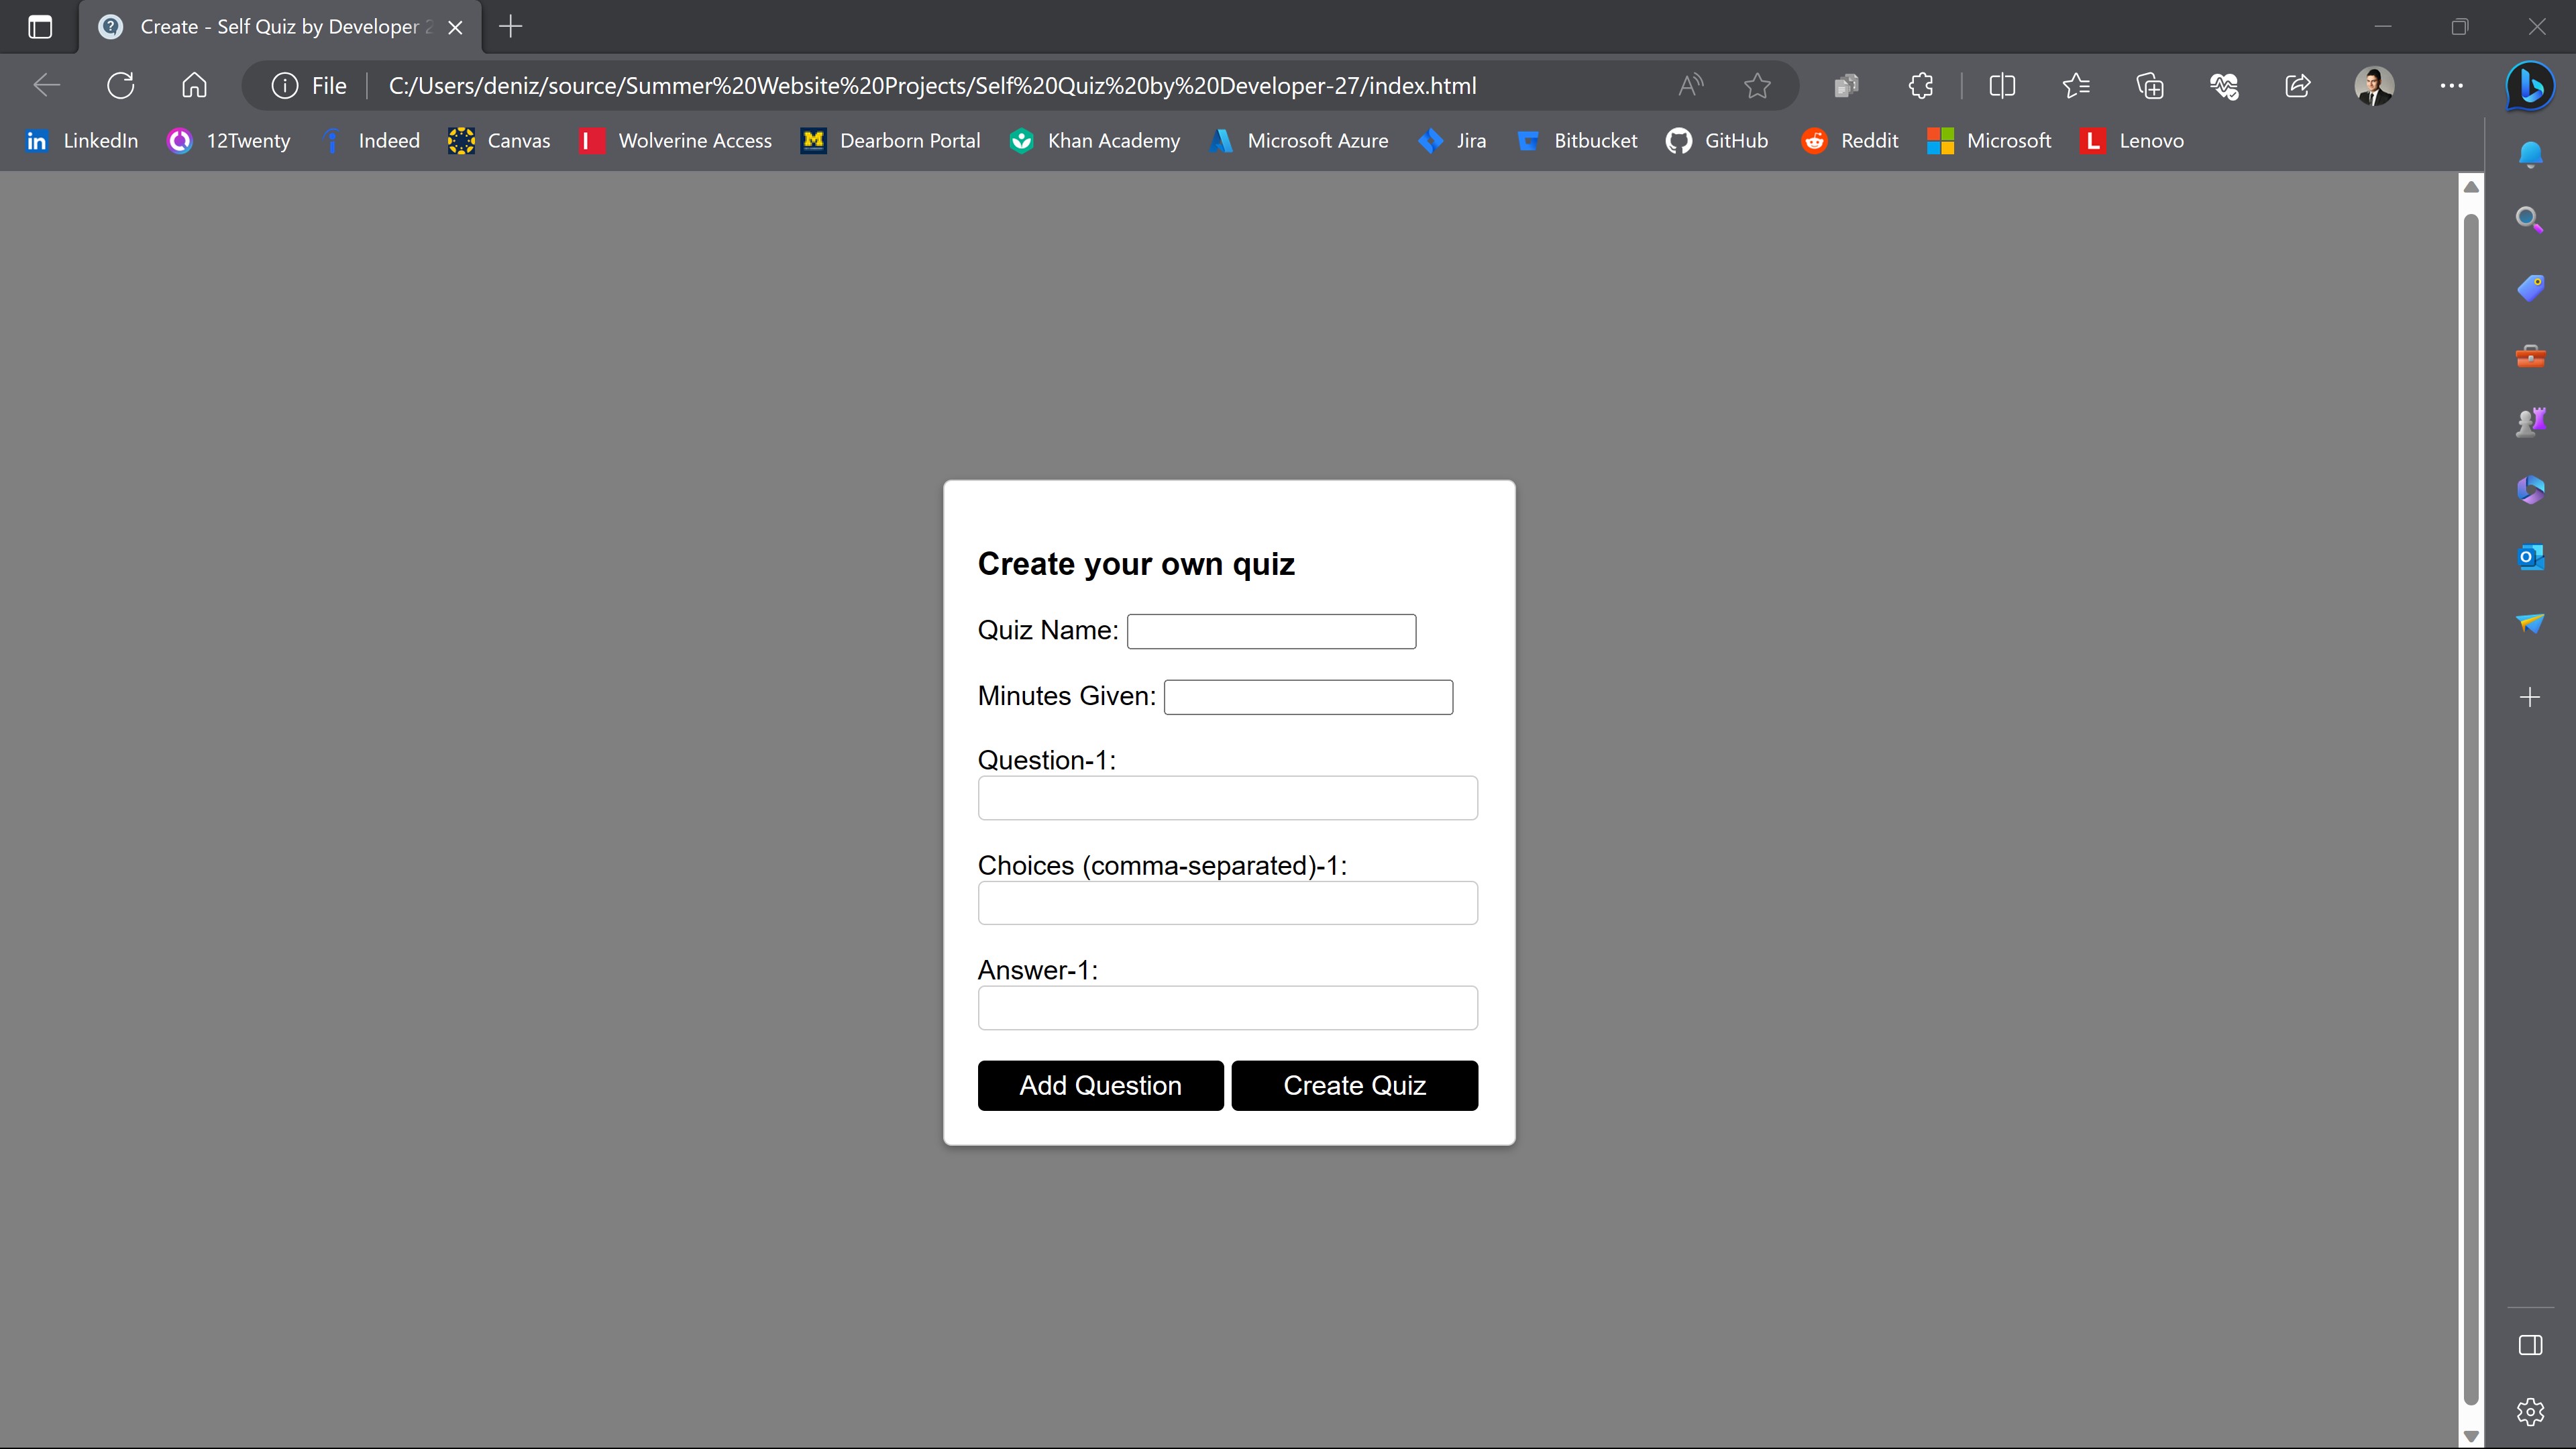 Create - Self Quiz by Developer 2
File C:/Users/deniz/source/Summer%20Website%20Projects/Self%20Quiz%20by%20Developer-27/index.html
LinkedIn 12Twenty Indeed Canvas Wolverine Access Dearborn Portal Khan Academy Microsoft Azure Jira Bitbucket GitHub Reddit Microsoft Lenovo
Create your own quiz
Quiz Name:
Minutes Given:
Question-1:
Choices (comma-separated)-1:
Answer-1:
Add Question Create Quiz